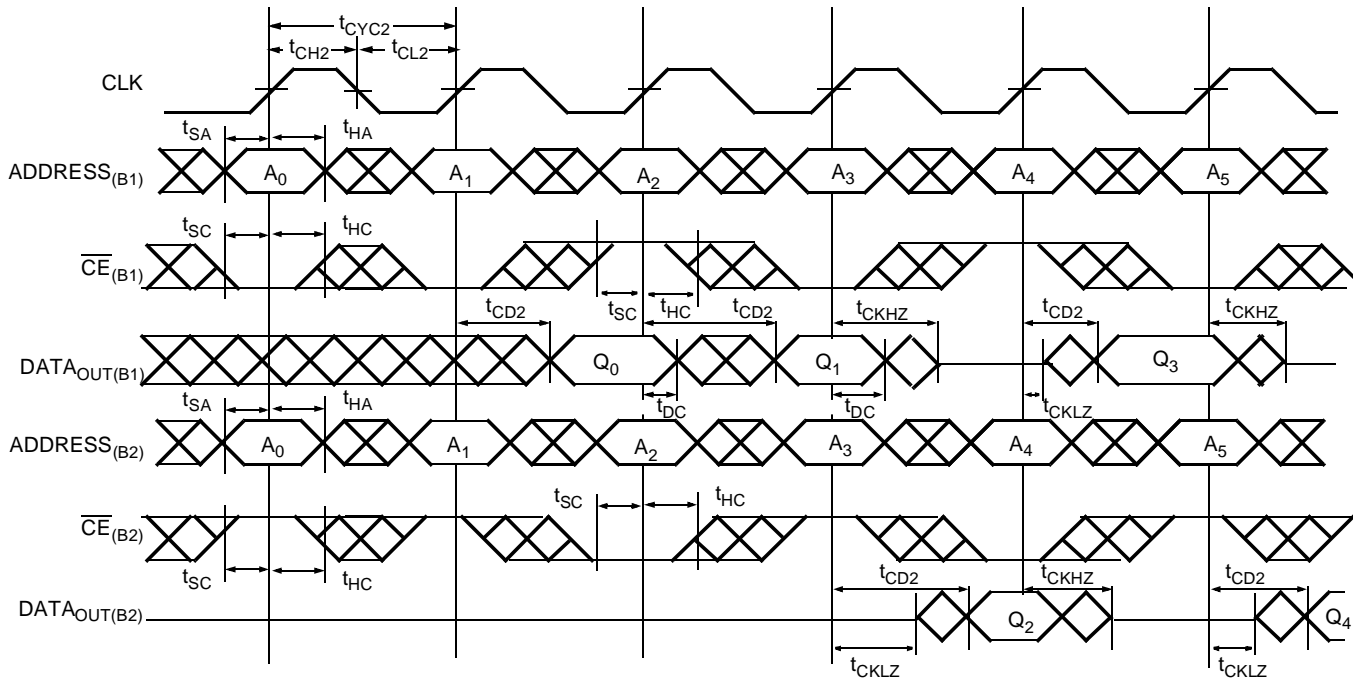 tCYC2
tCH2 tCL2
CLK
tSA tHA
ADDRESS(B1) A0 A1 A2 A3 A4 A5
tSC tHC
CE(B1)
tSC tHC tCD2
tCD2 tCKHZ tCD2 tCKHZ
DATAOUT(B1) Q0 Q1 Q3
tDC tDC tCKLZ
tSA tHA
ADDRESS(B2) A0 A1 A2 A3 A4 A5
tSC tHC
CE(B2)
tSC tHC tCD2 tCKHZ tCD2
DATAOUT(B2) Q2 Q4
tCKLZ tCKLZ